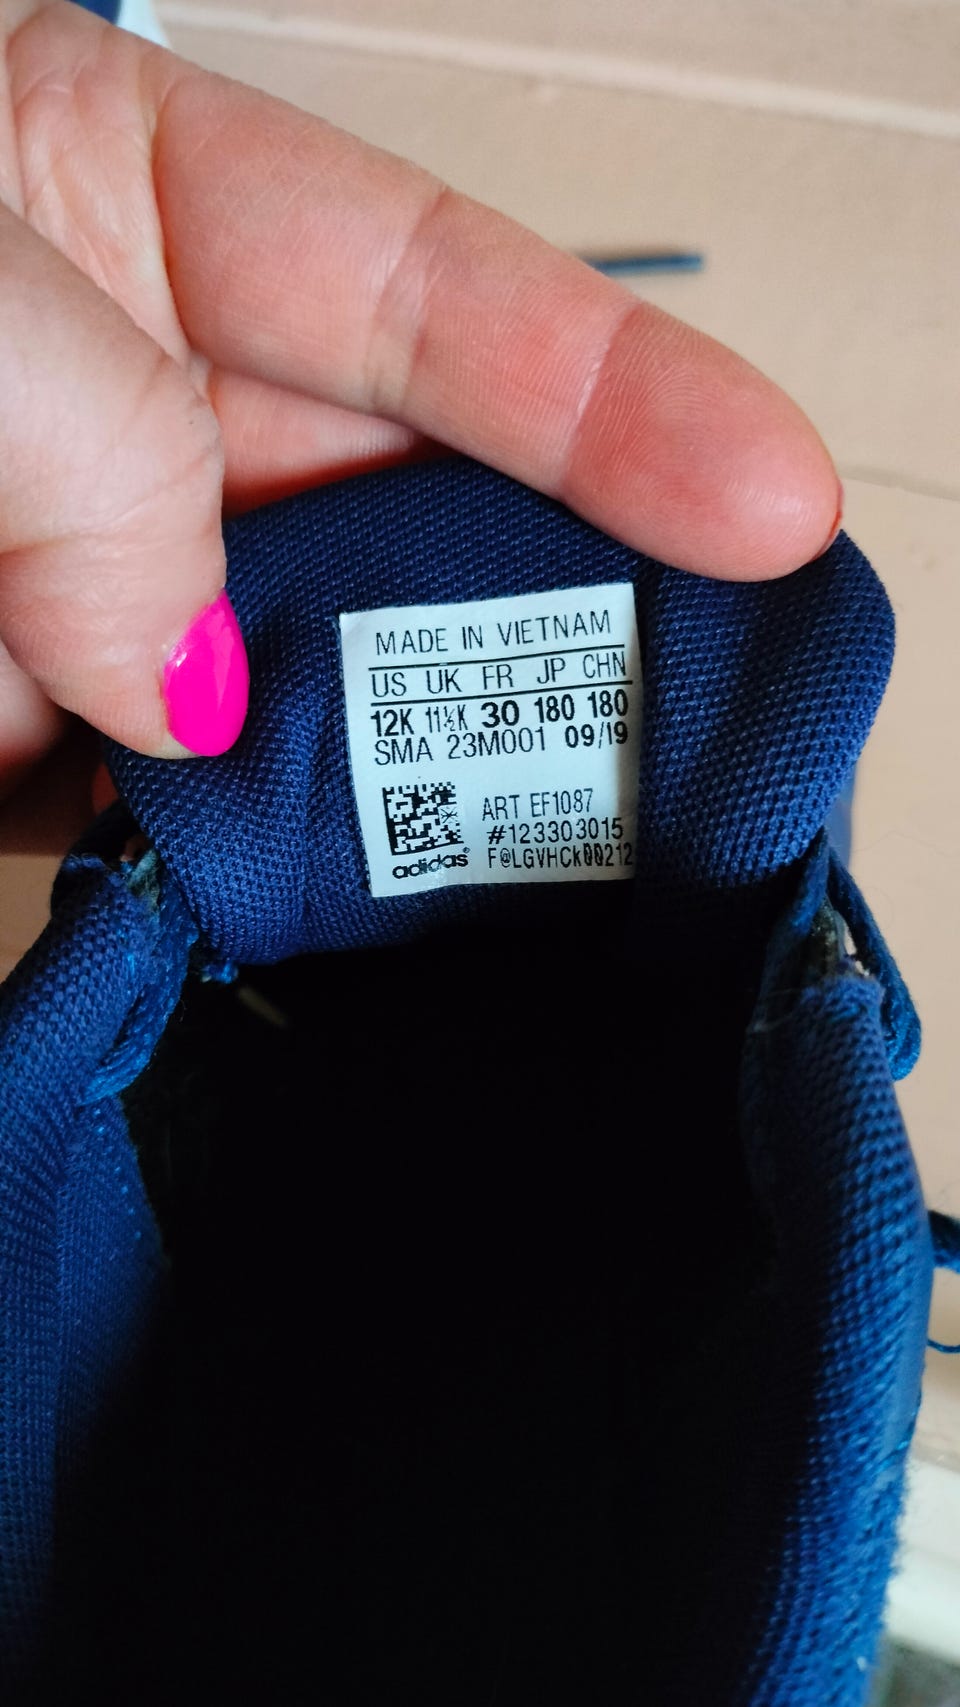 MADE IN VIETNAM
US UK FR JP CHN
12K 11½K 30 180 180
SMA 23M001 09/19
ART EF1087
#123303015
adidas® F@LGVHCk00212